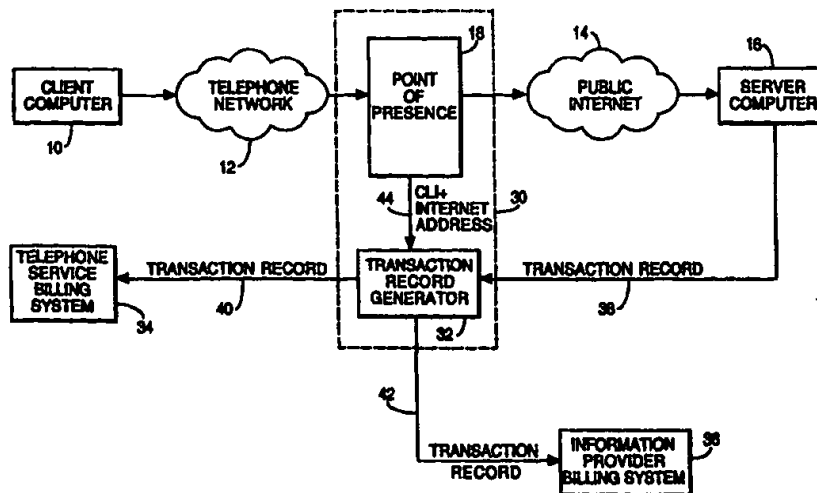 18
14
16
CLIENT
COMPUTER
TELEPHONE
NETWORK
POINT
OF
PRESENCE
PUBLIC
INTERNET
SERVER
COMPUTER
10
12
44
CLI+
INTERNET
ADDRESS
30
TELEPHONE
SERVICE
BILLING
SYSTEM
TRANSACTION RECORD
TRANSACTION
RECORD
GENERATOR
TRANSACTION RECORD
34
40
32
38
42
TRANSACTION
RECORD
INFORMATION
PROVIDER
BILLING SYSTEM
36